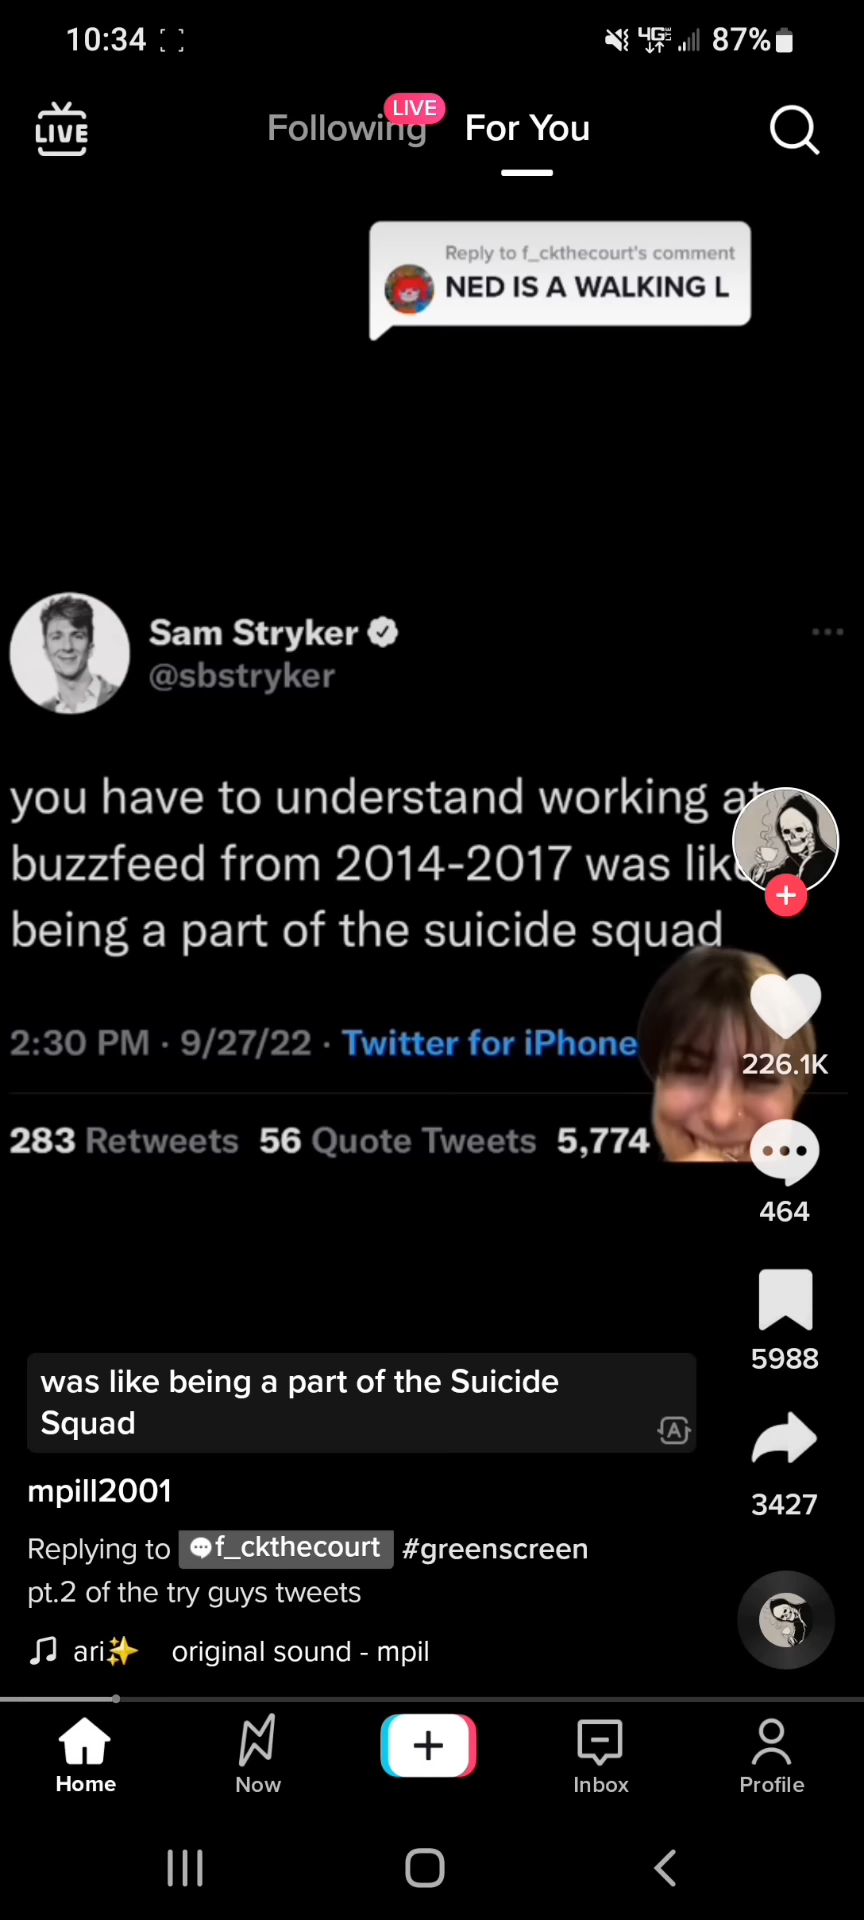 10:34
4G LTE 87%
LIVE
Following LIVE For You
Reply to f_ckthecourt's comment
NED IS A WALKING L
Sam Stryker
@sbstryker
you have to understand working at
buzzfeed from 2014-2017 was like
being a part of the suicide squad
2:30 PM · 9/27/22 · Twitter for iPhone
226.1K
283 Retweets 56 Quote Tweets 5,774
464
5988
was like being a part of the Suicide
Squad
A
mpill2001
3427
Replying to f_ckthecourt #greenscreen
pt.2 of the try guys tweets
ari✨ original sound - mpil
Home Now Inbox Profile